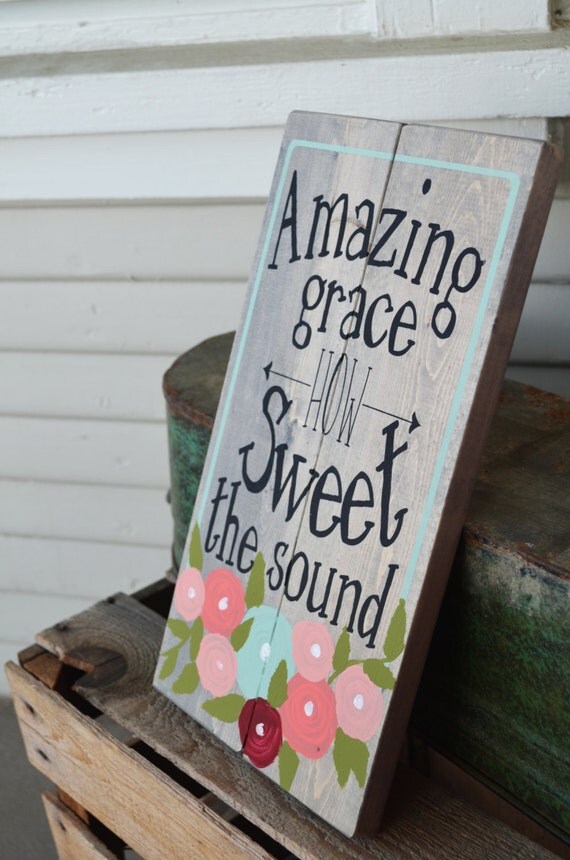 Amazing
grace
HOW
Sweet
the sound